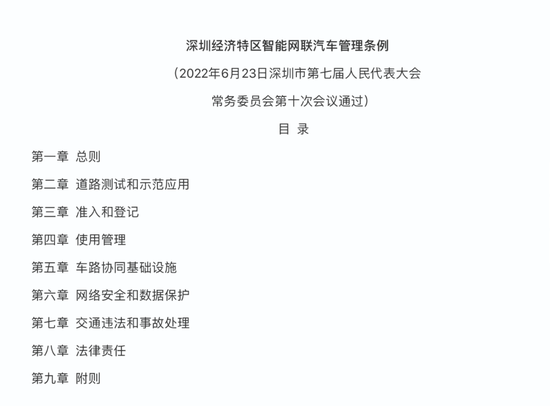 深圳经济特区智能网联汽车管理条例
（2022年6月23日深圳市第七届人民代表大会
常务委员会第十次会议通过）
目 录
第一章 总则
第二章 道路测试和示范应用
第三章 准入和登记
第四章 使用管理
第五章 车路协同基础设施
第六章 网络安全和数据保护
第七章 交通违法和事故处理
第八章 法律责任
第九章 附则